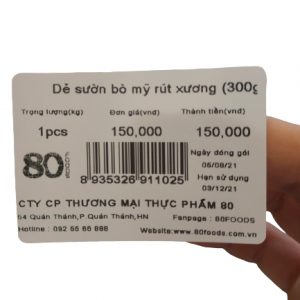 Dẻ sườn bò mỹ rút xương (300g
Trọng lượng(kg) Đơn giá(vnđ) Thành tiền(vnđ)
1pcs 150,000 150,000
80 FOODS
Ngày đóng gói
06/08/21
8 935326 911025
Hạn sử dụng
03/12/21
CTY CP THƯƠNG MẠI THỰC PHẨM 80
54 Quán Thánh,P.Quán Thánh,HN
Fanpage : 80FOODS
Hotline : 092 66 66 888
Website:www.80foods.com.vn